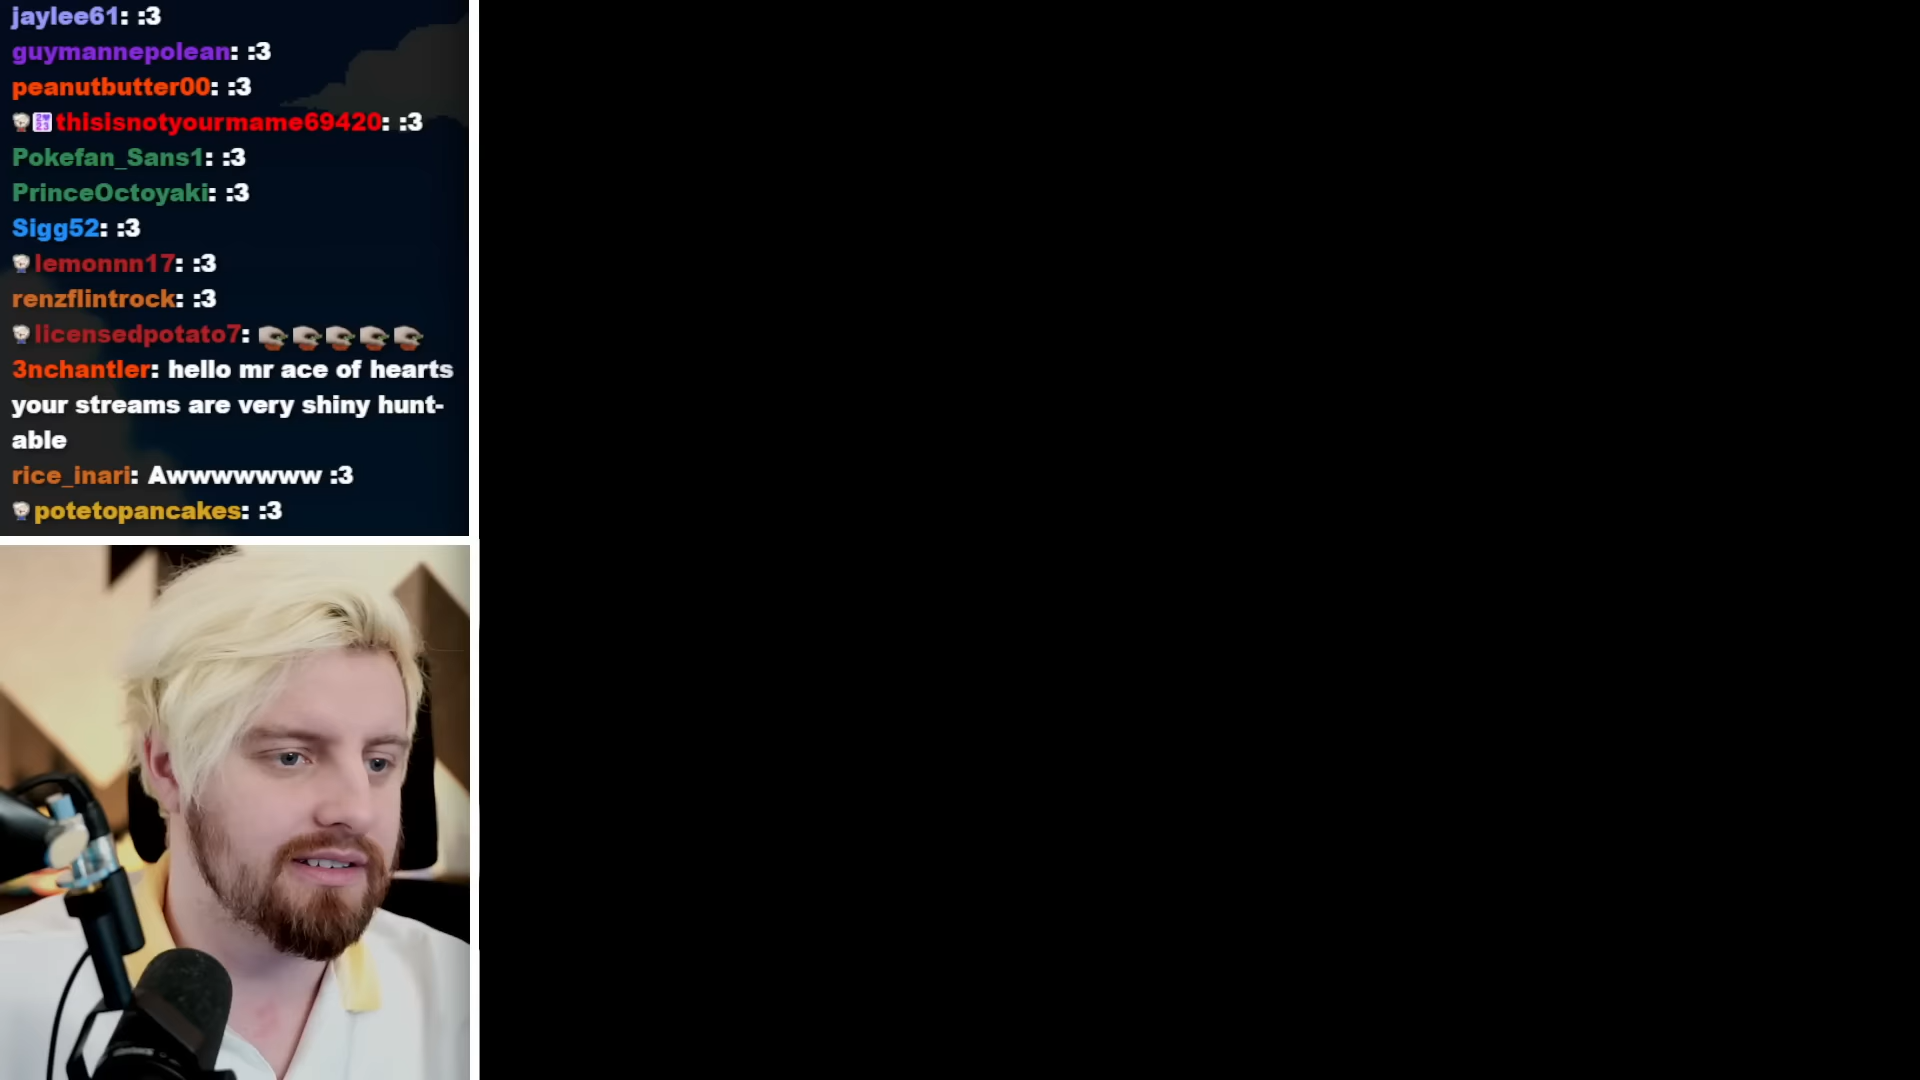 jaylee61: :3
guymannepolean: :3
peanutbutter00: :3
thisisnotyourmame69420: :3
Pokefan_Sans1: :3
PrinceOctoyaki: :3
Sigg52: :3
lemonnn17: :3
renzflintrock: :3
licensedpotato7:
3nchantler: hello mr ace of hearts
your streams are very shiny hunt-
able
rice_inari: Awwwwwww :3
potetopancakes: :3